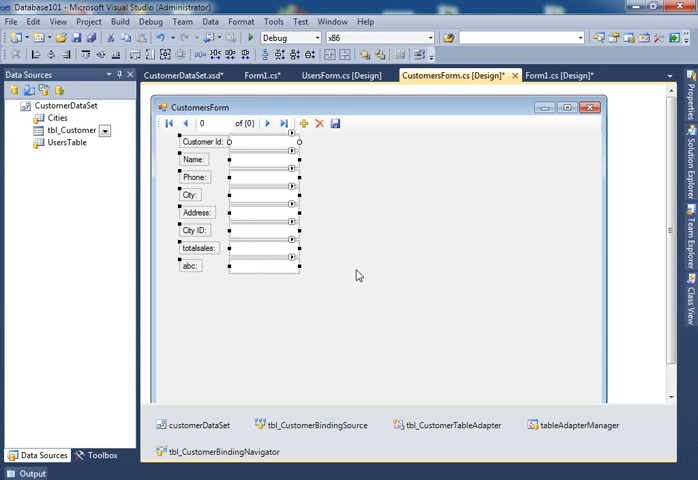 Database101 - Microsoft Visual Studio (Administrator)
File Edit View Project Build Debug Team Data Format Tools Test Window Help
Debug x86
Data Sources
CustomerDataSet
Cities
tbl_Customer
UsersTable
CustomerDataSet.xsd* Form1.cs* UsersForm.cs [Design] CustomersForm.cs [Design]* Form1.cs [Design]*
CustomersForm
0 of {0}
Customer Id:
Name:
Phone:
City:
Address:
City ID:
totalsales:
abc:
customerDataSet tbl_CustomerBindingSource tbl_CustomerTableAdapter tableAdapterManager
tbl_CustomerBindingNavigator
Properties
Solution Explorer
Team Explorer
Class View
Data Sources Toolbox
Output